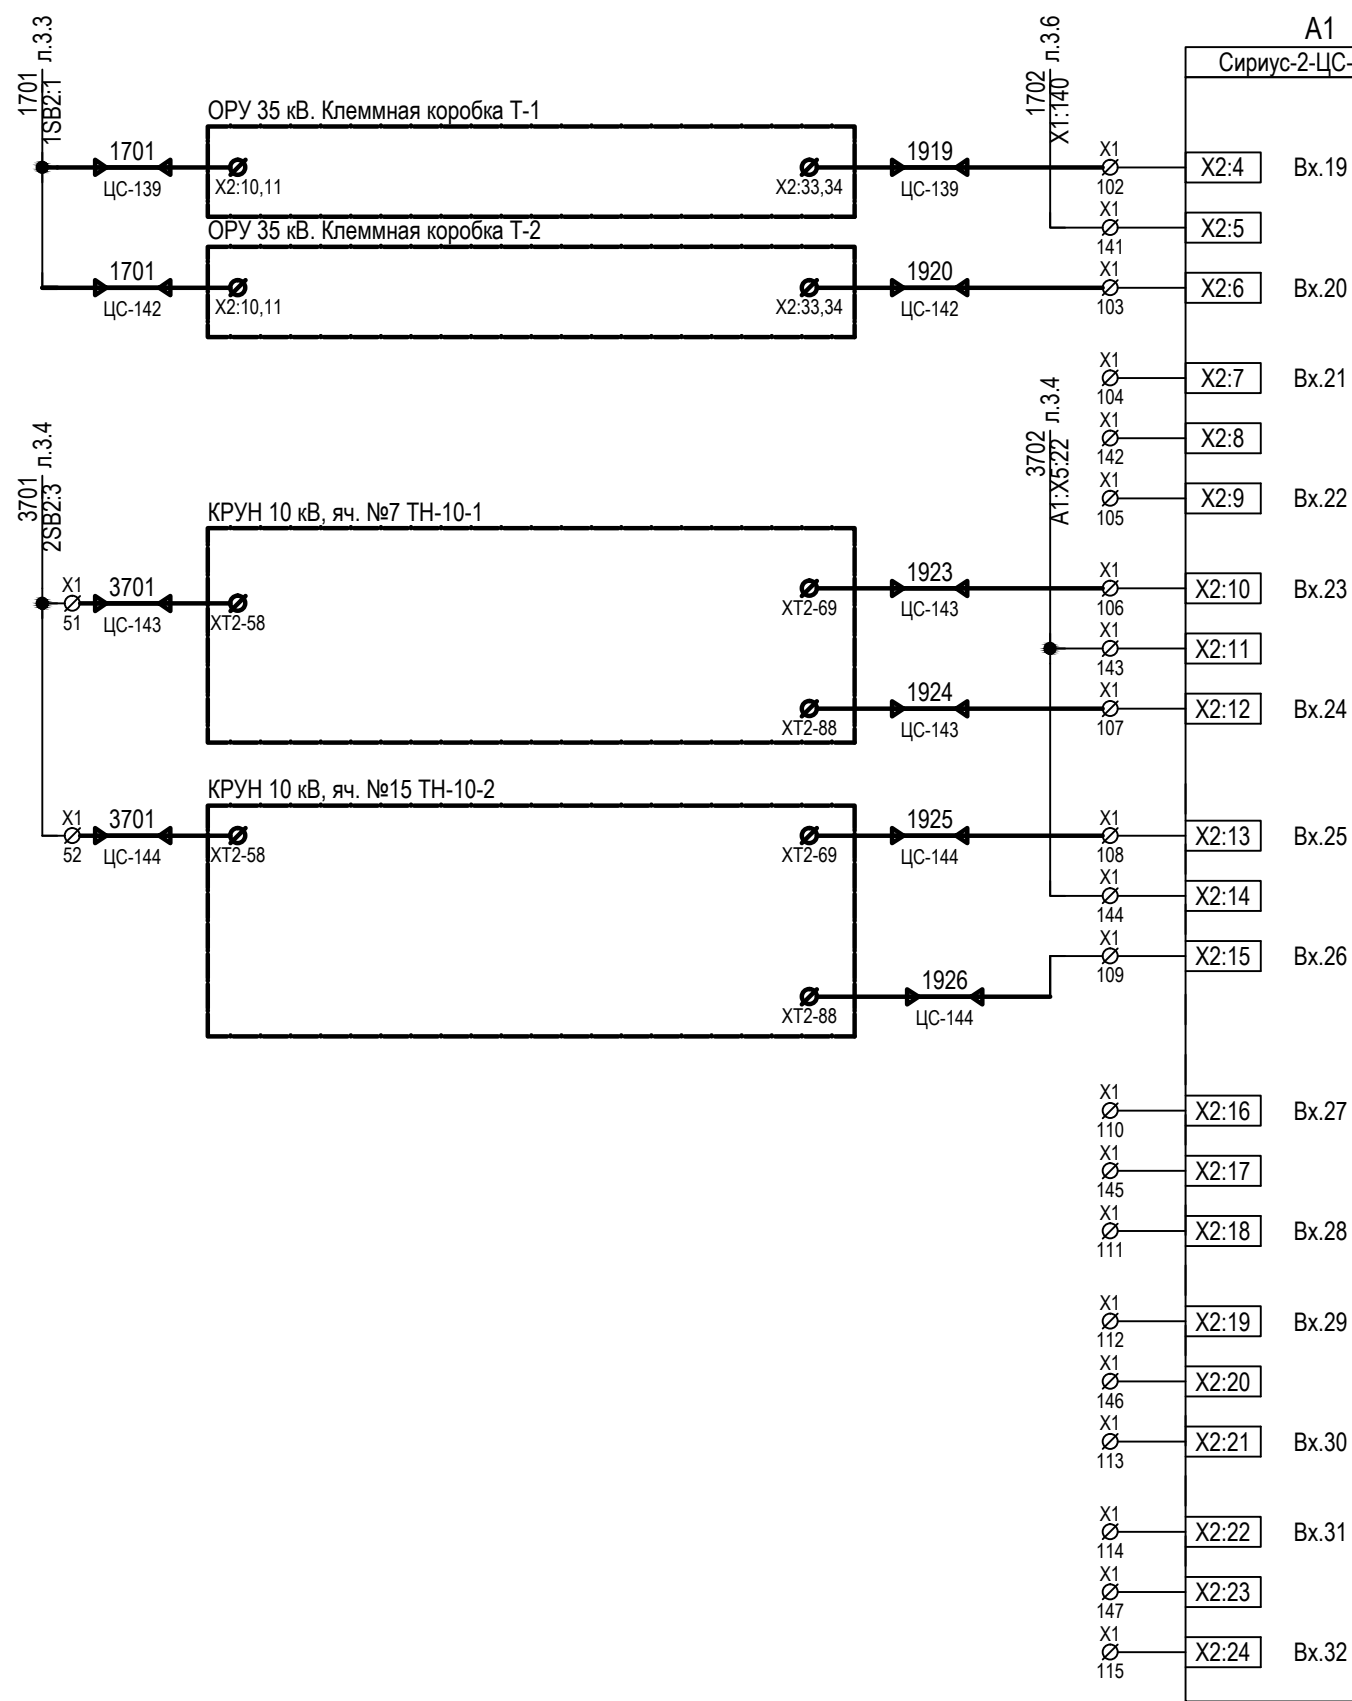 А1
Сириус-2-ЦС-
1701 л.3.3
1SB2:1
1702 л.3.6
X1:140
ОРУ 35 кВ. Клеммная коробка Т-1
1701
ЦС-139
X2:10,11
X2:33,34
1919
ЦС-139
X1
102
X2:4
Вх.19
X1
141
X2:5
ОРУ 35 кВ. Клеммная коробка Т-2
1701
ЦС-142
X2:10,11
X2:33,34
1920
ЦС-142
X1
103
X2:6
Вх.20
X1
104
X2:7
Вх.21
X1
142
X2:8
X1
105
X2:9
Вх.22
3701 л.3.4
2SB2:3
3702 л.3.4
A1:X5:22
КРУН 10 кВ, яч. №7 ТН-10-1
X1
51
3701
ЦС-143
XT2-58
XT2-69
1923
ЦС-143
X1
106
X2:10
Вх.23
X1
143
X2:11
XT2-88
1924
ЦС-143
X1
107
X2:12
Вх.24
КРУН 10 кВ, яч. №15 ТН-10-2
X1
52
3701
ЦС-144
XT2-58
XT2-69
1925
ЦС-144
X1
108
X2:13
Вх.25
X1
144
X2:14
X1
109
X2:15
Вх.26
XT2-88
1926
ЦС-144
X1
110
X2:16
Вх.27
X1
145
X2:17
X1
111
X2:18
Вх.28
X1
112
X2:19
Вх.29
X1
146
X2:20
X1
113
X2:21
Вх.30
X1
114
X2:22
Вх.31
X1
147
X2:23
X1
115
X2:24
Вх.32